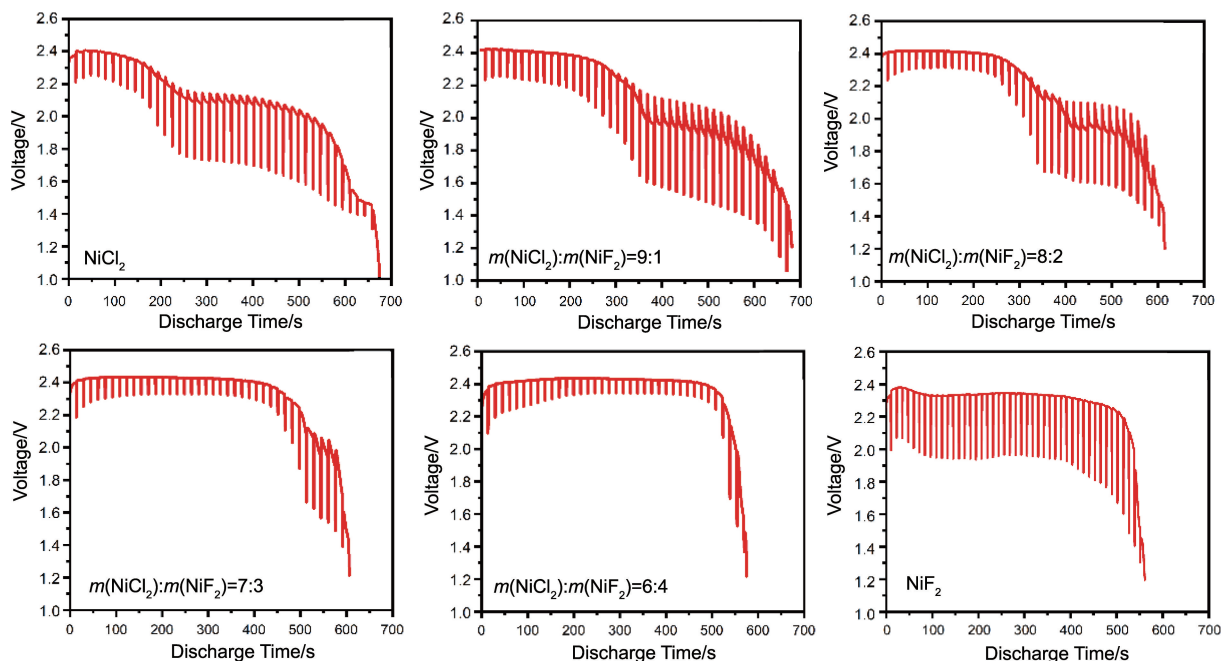 2.6
2.4
2.2
2.0
1.8
1.6
1.4
1.2
1.0
Voltage/V
NiCl₂
0 100 200 300 400 500 600 700
Discharge Time/s
2.6
2.4
2.2
2.0
1.8
1.6
1.4
1.2
1.0
Voltage/V
m(NiCl₂):m(NiF₂)=9:1
0 100 200 300 400 500 600 700
Discharge Time/s
2.6
2.4
2.2
2.0
1.8
1.6
1.4
1.2
1.0
Voltage/V
m(NiCl₂):m(NiF₂)=8:2
0 100 200 300 400 500 600 700
Discharge Time/s
2.6
2.4
2.2
2.0
1.8
1.6
1.4
1.2
1.0
Voltage/V
m(NiCl₂):m(NiF₂)=7:3
0 100 200 300 400 500 600 700
Discharge Time/s
2.6
2.4
2.2
2.0
1.8
1.6
1.4
1.2
1.0
Voltage/V
m(NiCl₂):m(NiF₂)=6:4
0 100 200 300 400 500 600 700
Discharge Time/s
2.6
2.4
2.2
2.0
1.8
1.6
1.4
1.2
1.0
Voltage/V
NiF₂
0 100 200 300 400 500 600 700
Discharge Time/s